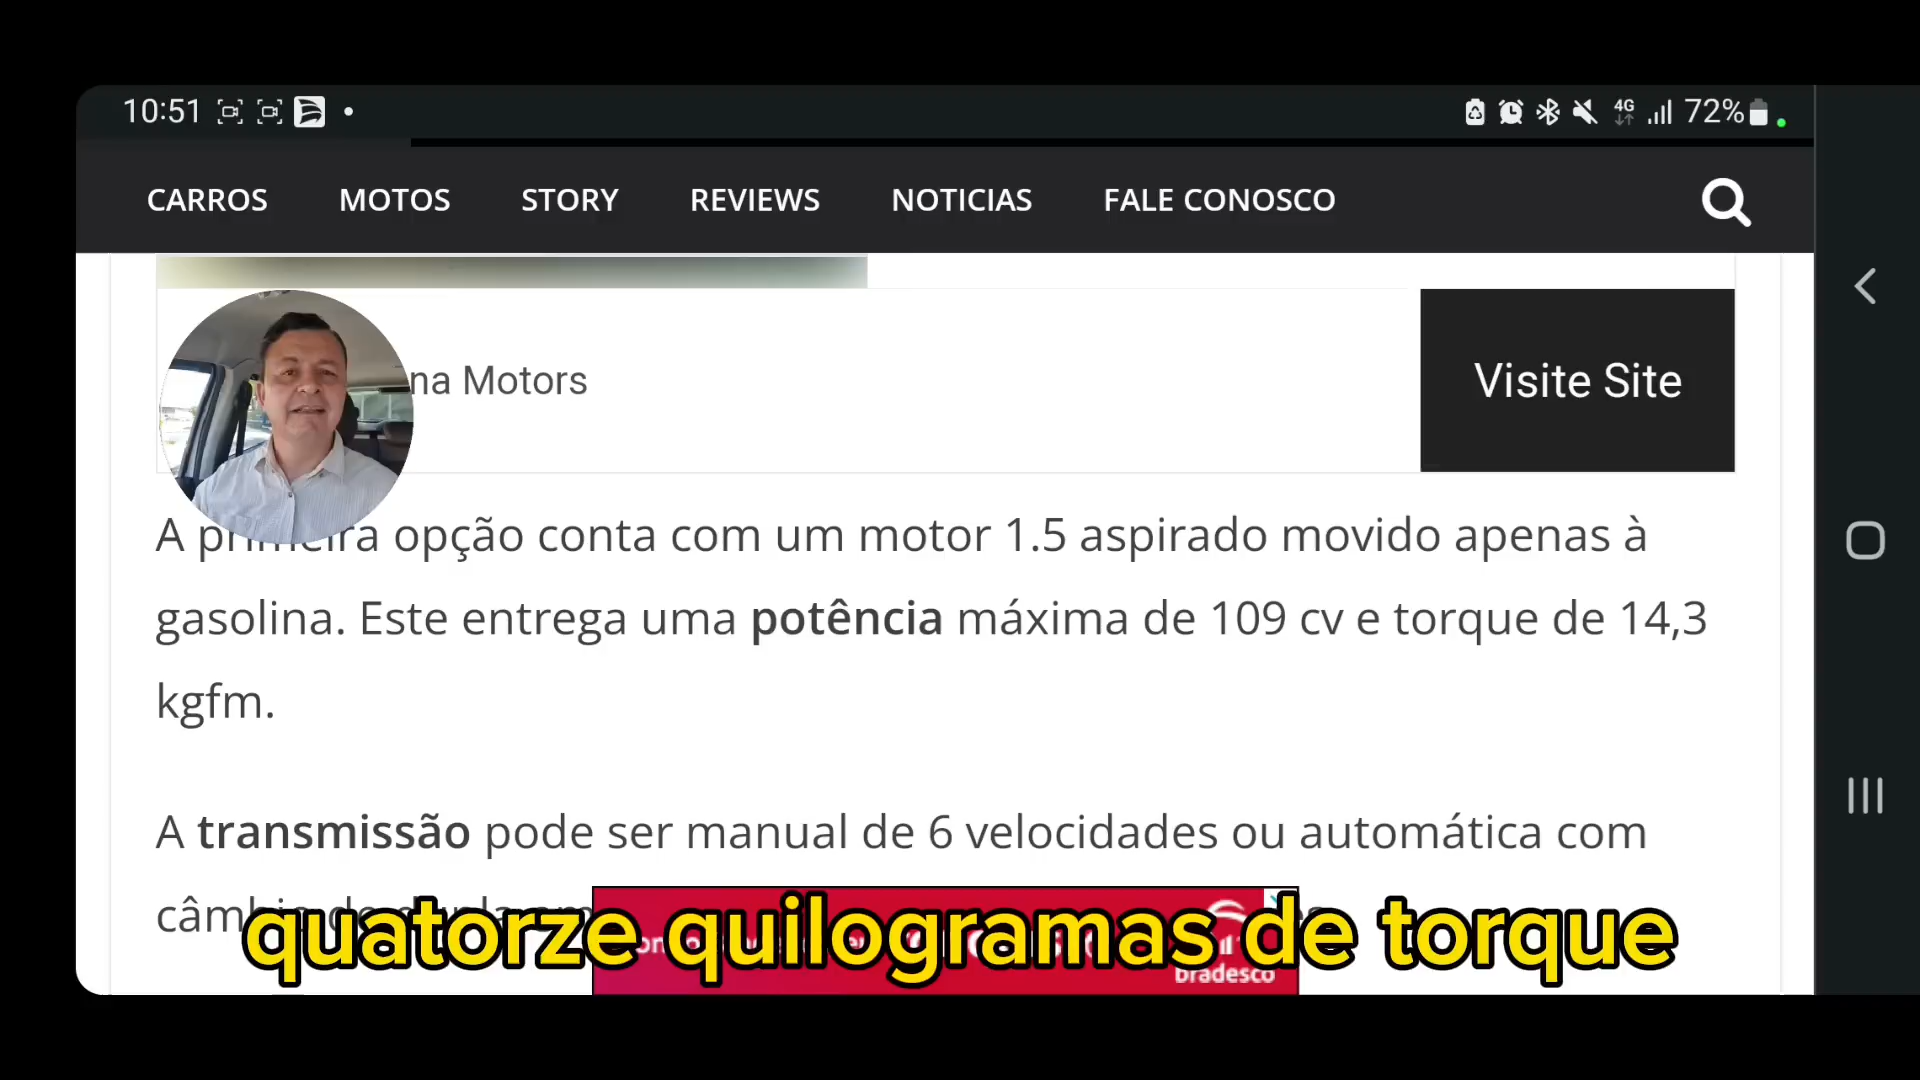 10:51
4G 72%
CARROS MOTOS STORY REVIEWS NOTICIAS FALE CONOSCO
na Motors
Visite Site
A primeira opção conta com um motor 1.5 aspirado movido apenas à
gasolina. Este entrega uma potência máxima de 109 cv e torque de 14,3
kgfm.
A transmissão pode ser manual de 6 velocidades ou automática com
quatorze quilogramas de torque
bradesco